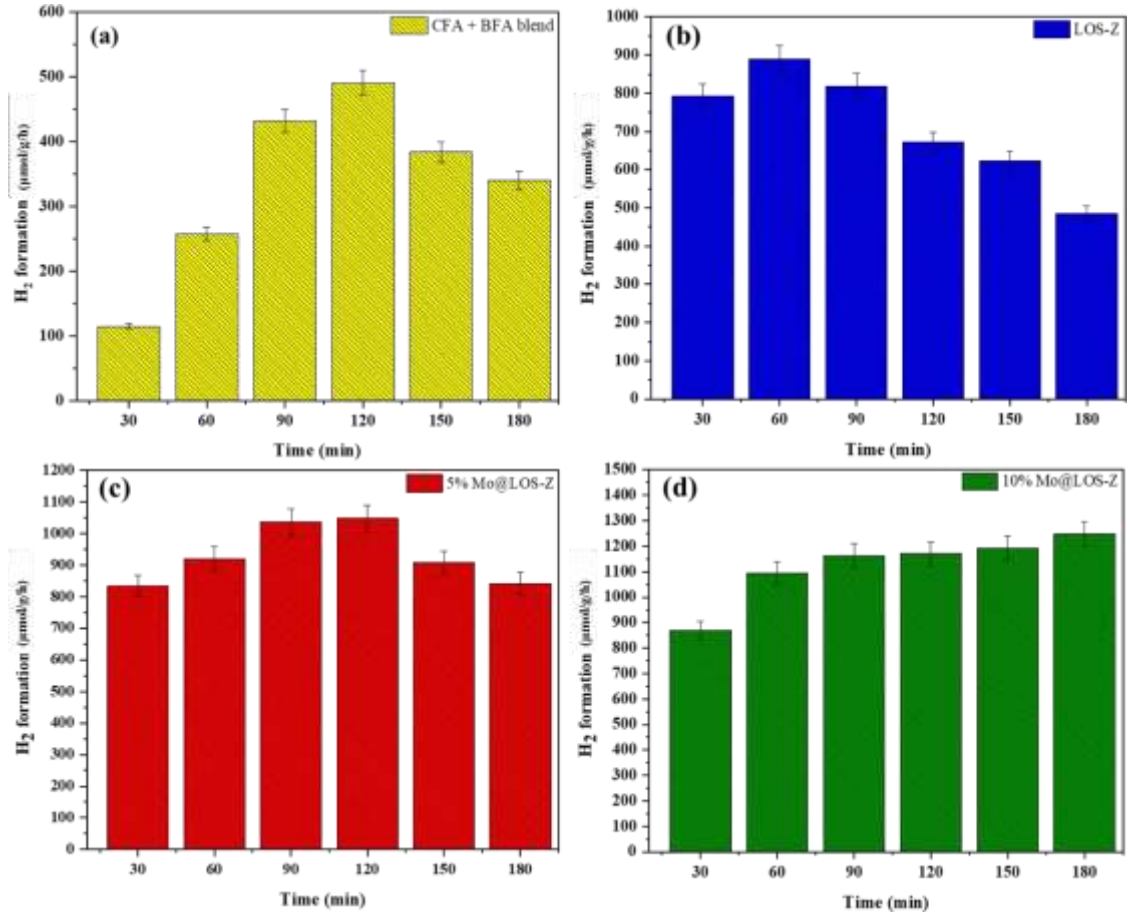 (a)
CFA + BFA blend
H₂ formation (µmol/g/h)
600
500
400
300
200
100
0
30 60 90 120 150 180
Time (min)
(b)
LOS-Z
H₂ formation (µmol/g/h)
1000
900
800
700
600
500
400
300
200
100
0
30 60 90 120 150 180
Time (min)
(c)
5% Mo@LOS-Z
H₂ formation (µmol/g/h)
1200
1100
1000
900
800
700
600
500
400
300
200
100
0
30 60 90 120 150 180
Time (min)
(d)
10% Mo@LOS-Z
H₂ formation (µmol/g/h)
1500
1400
1300
1200
1100
1000
900
800
700
600
500
400
300
200
100
0
30 60 90 120 150 180
Time (min)